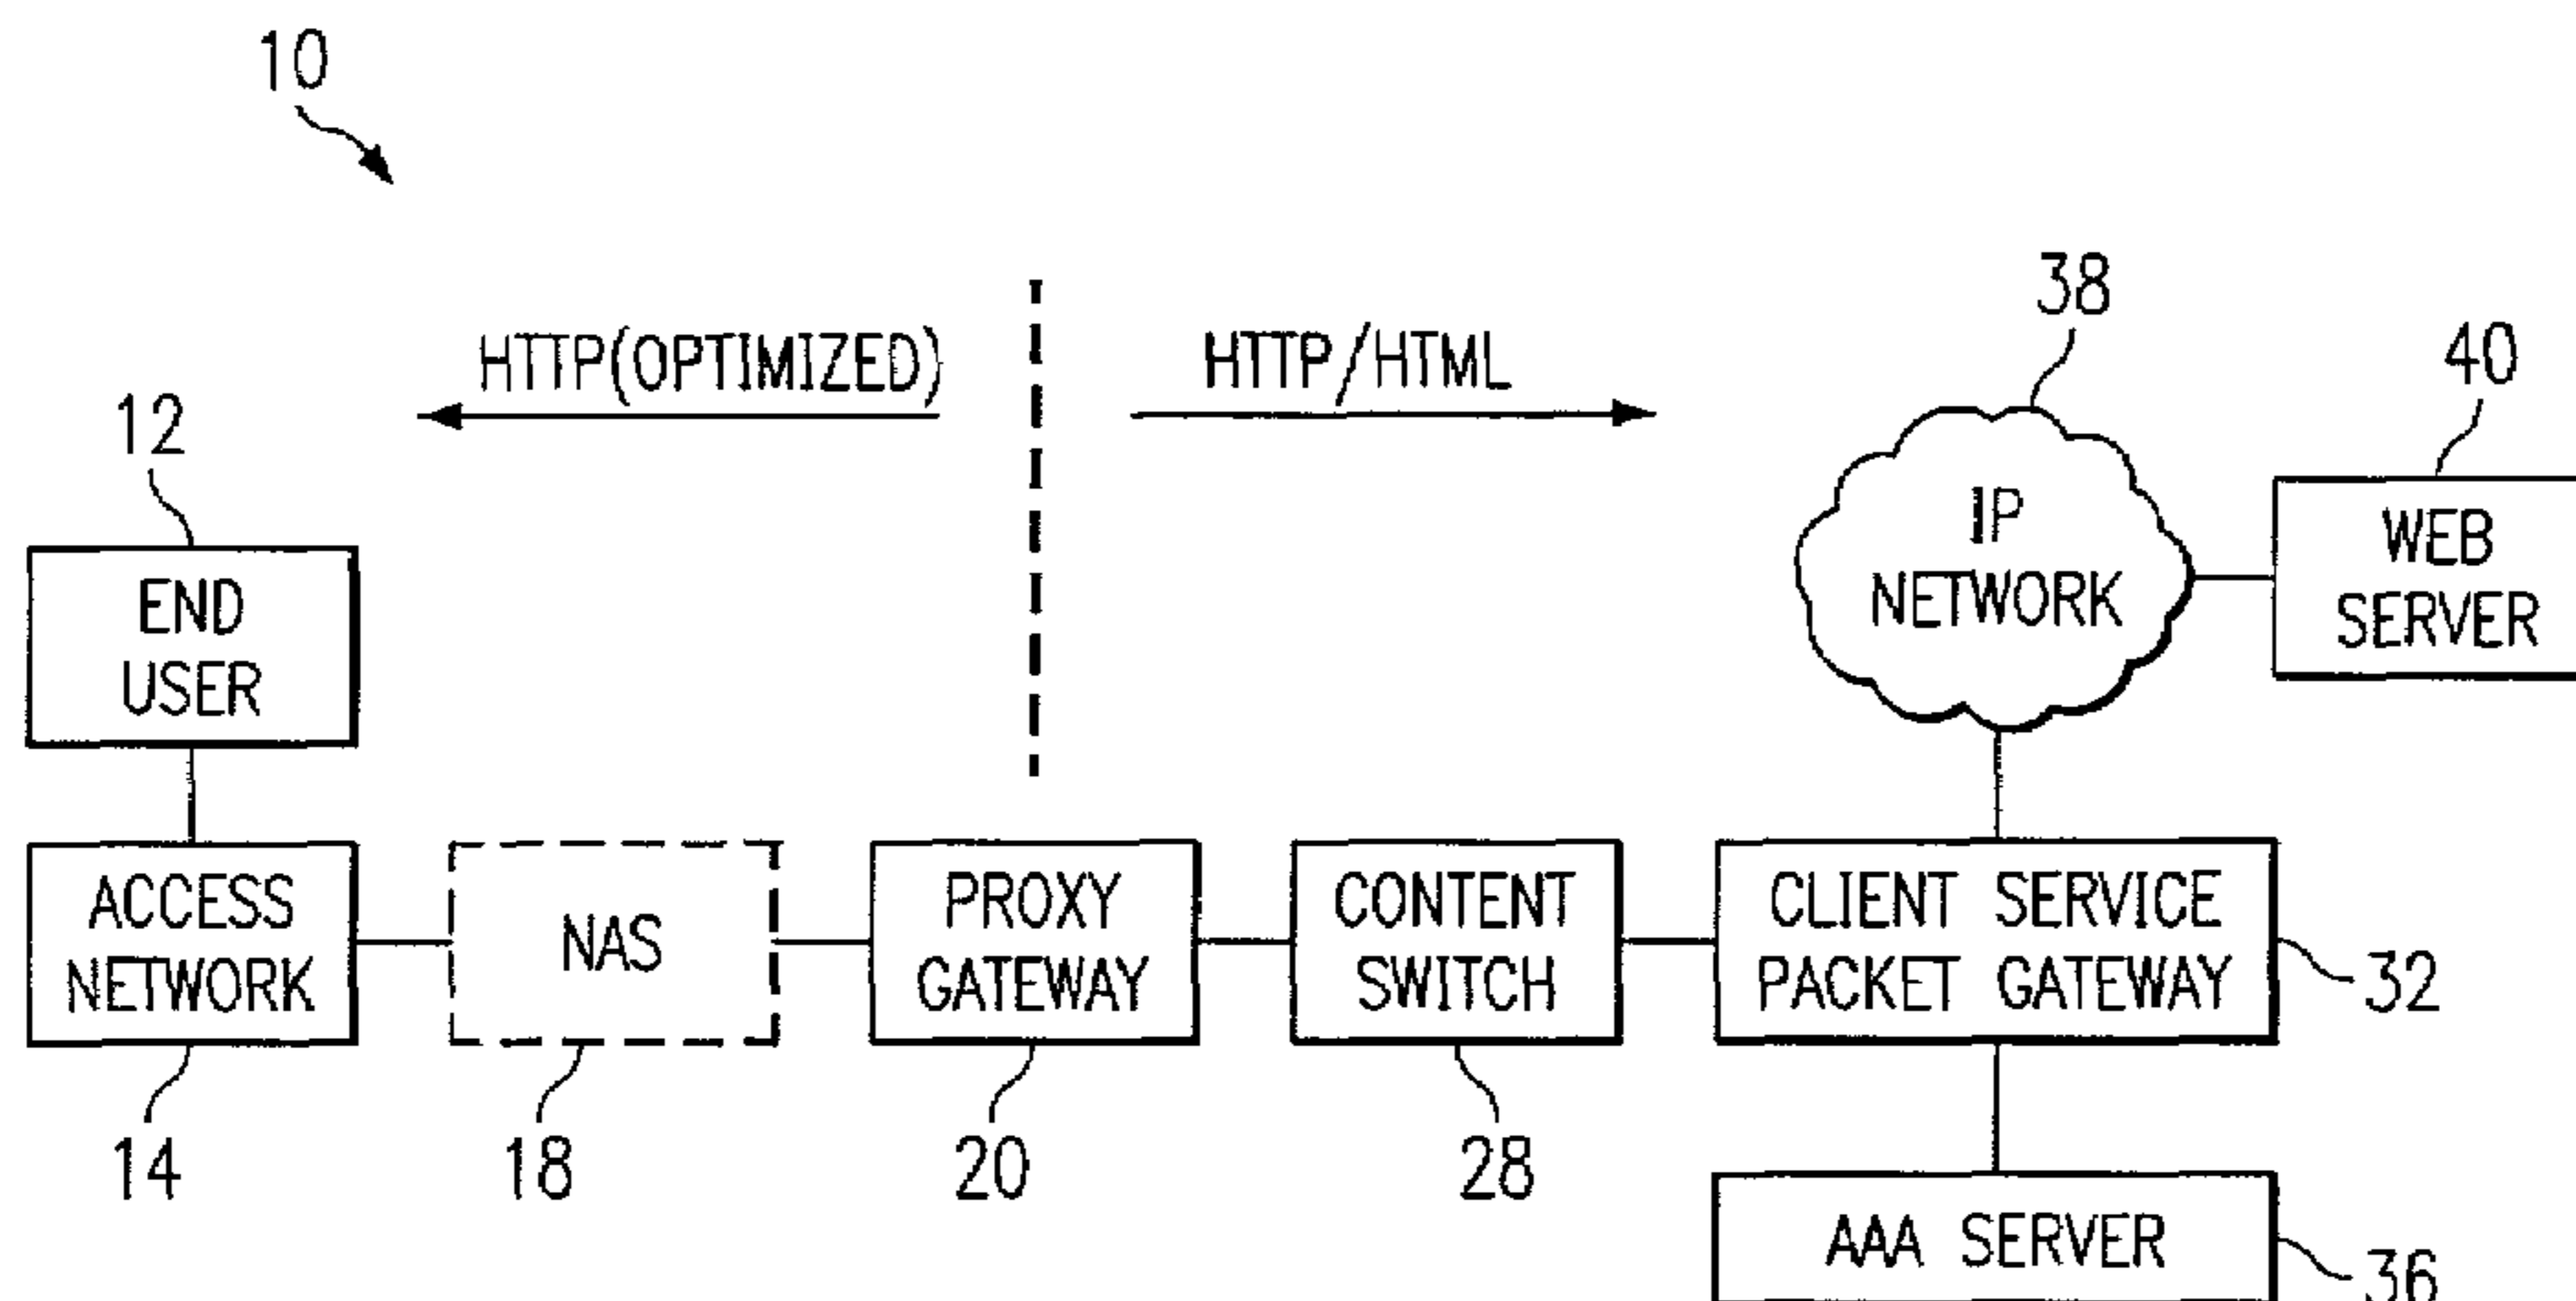 10
HTTP(OPTIMIZED)
HTTP/HTML
38
40
12
IP
NETWORK
WEB
SERVER
END
USER
ACCESS
NETWORK
NAS
PROXY
GATEWAY
CONTENT
SWITCH
CLIENT SERVICE
PACKET GATEWAY
32
14
18
20
28
AAA SERVER
36